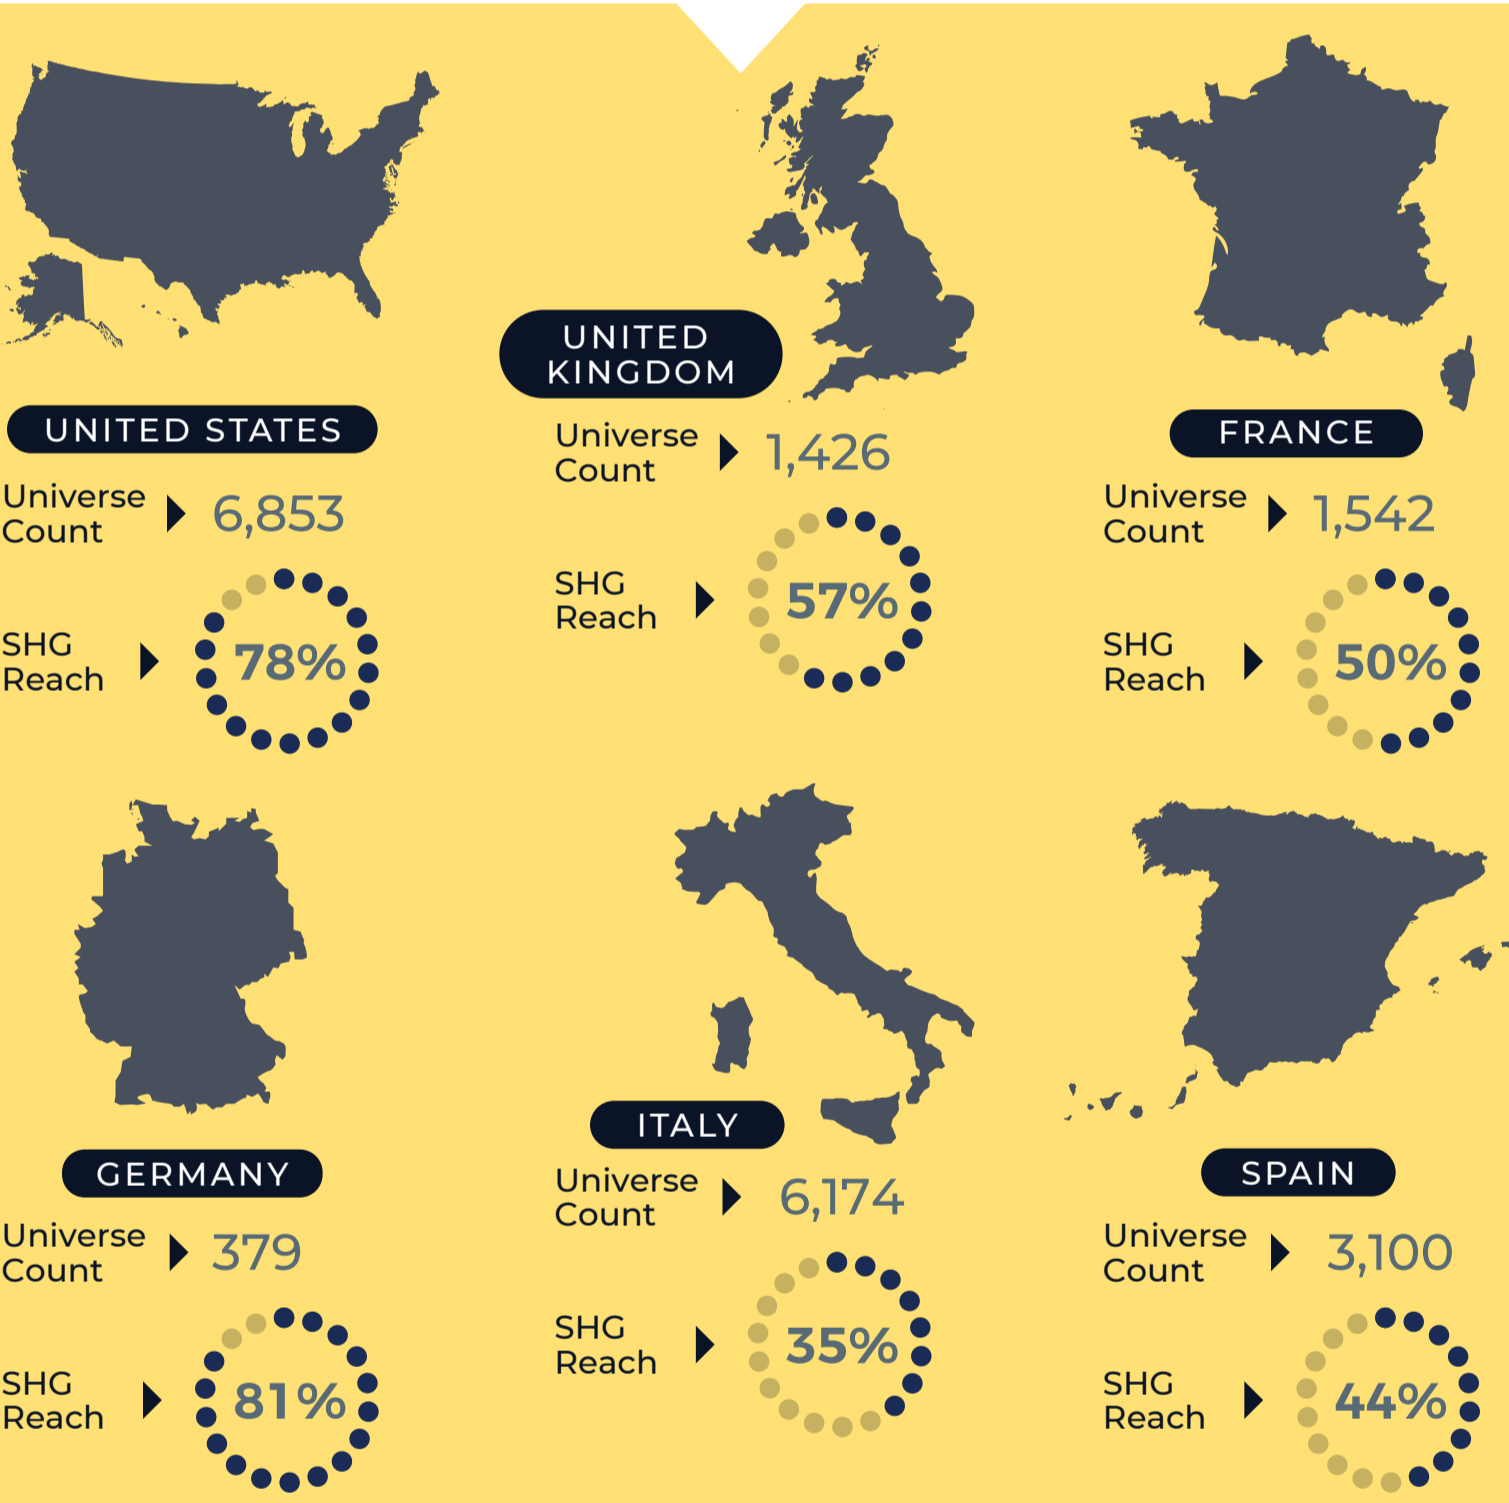 UNITED STATES
Universe
Count
6,853
SHG
Reach
78%
UNITED
KINGDOM
Universe
Count
1,426
SHG
Reach
57%
FRANCE
Universe
Count
1,542
SHG
Reach
50%
GERMANY
Universe
Count
379
SHG
Reach
81%
ITALY
Universe
Count
6,174
SHG
Reach
35%
SPAIN
Universe
Count
3,100
SHG
Reach
44%